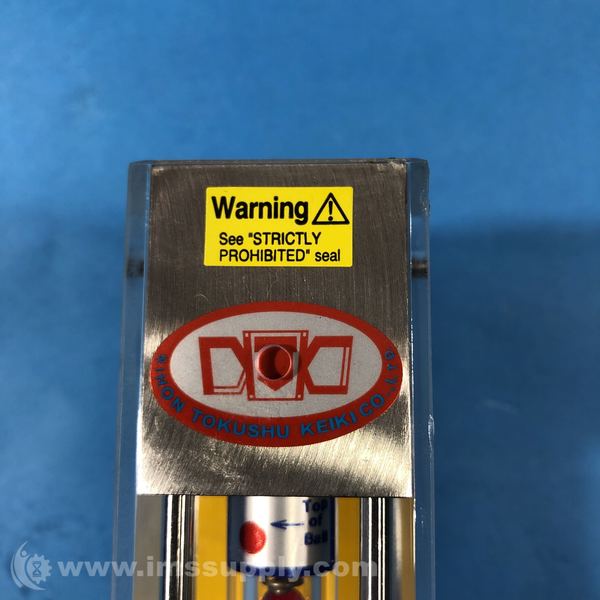 Warning
See "STRICTLY
PROHIBITED" seal
NIHON TOKUSHU KEIKI CO.,LTD.
Top
of
Ball
www.imssupply.com